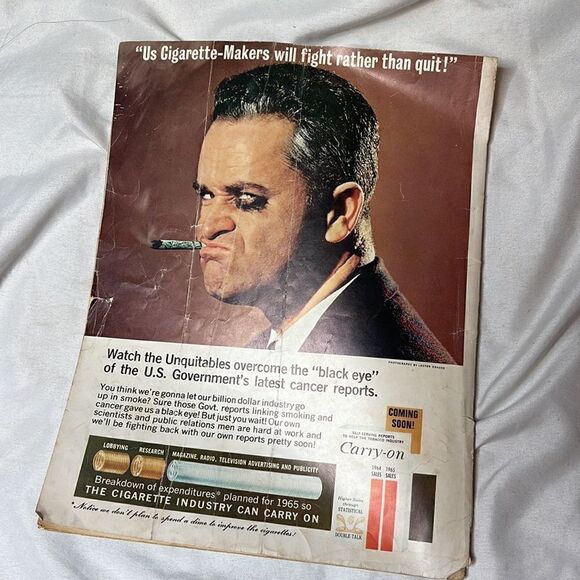 "Us Cigarette-Makers will fight rather than quit!"
PHOTOGRAPHY BY LESTER KRAUSS
Watch the Unquitables overcome the "black eye"
of the U.S. Government's latest cancer reports.
You think we're gonna let our billion dollar industry go
up in smoke? Sure those Govt. reports linking smoking and
cancer gave us a black eye! But just you wait! Our own
scientists and public relations men are hard at work and
we'll be fighting back with our own reports pretty soon!
LOBBYING
RESEARCH
MAGAZINE, RADIO, TELEVISION ADVERTISING AND PUBLICITY
Breakdown of expenditures* planned for 1965 so
THE CIGARETTE INDUSTRY CAN CARRY ON
*Notice we don't plan to spend a dime to improve the cigarettes!
COMING
SOON!
SELF-SERVING REPORTS
TO HELP THE TOBACCO INDUSTRY
Carry-on
1964 1965
SALES SALES
Higher Sales
through
STATISTICAL
DOUBLE TALK